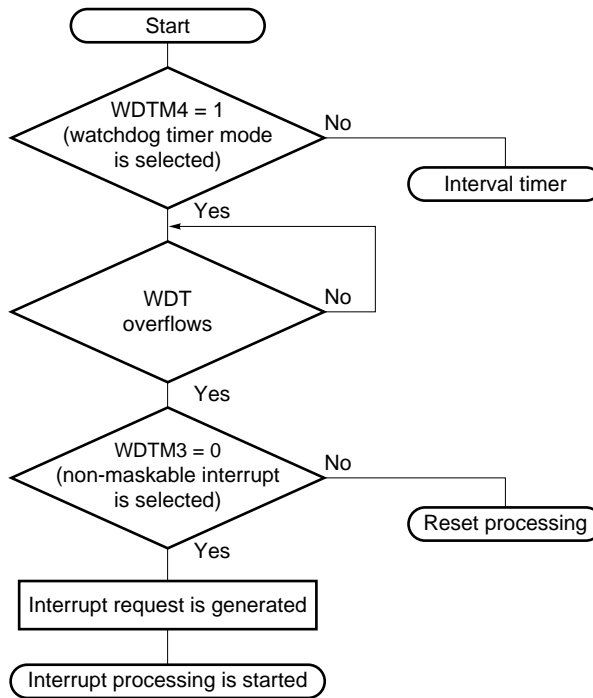 Start
WDTM4 = 1
(watchdog timer mode
is selected)
No
Interval timer
Yes
WDT
overflows
No
Yes
WDTM3 = 0
(non-maskable interrupt
is selected)
No
Reset processing
Yes
Interrupt request is generated
Interrupt processing is started